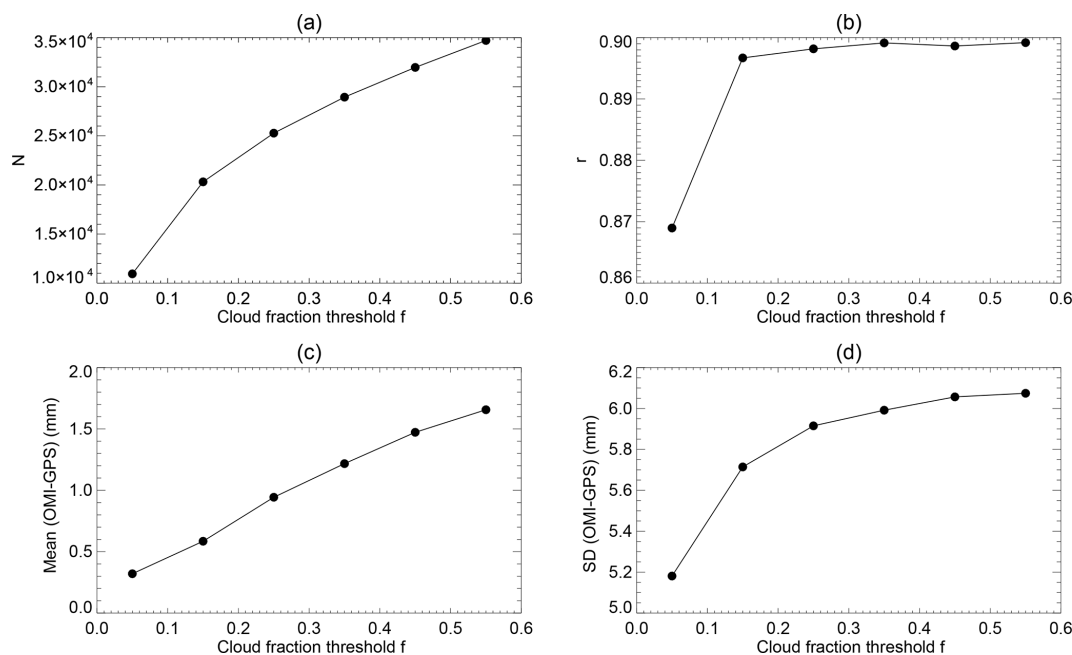 (a)
3.5×10⁴
3.0×10⁴
2.5×10⁴
2.0×10⁴
1.5×10⁴
1.0×10⁴
N
0.0 0.1 0.2 0.3 0.4 0.5 0.6
Cloud fraction threshold f
(b)
0.90
0.89
0.88
0.87
0.86
r
0.0 0.1 0.2 0.3 0.4 0.5 0.6
Cloud fraction threshold f
(c)
2.0
1.5
1.0
0.5
0.0
Mean (OMI-GPS) (mm)
0.0 0.1 0.2 0.3 0.4 0.5 0.6
Cloud fraction threshold f
(d)
6.2
6.0
5.8
5.6
5.4
5.2
5.0
SD (OMI-GPS) (mm)
0.0 0.1 0.2 0.3 0.4 0.5 0.6
Cloud fraction threshold f